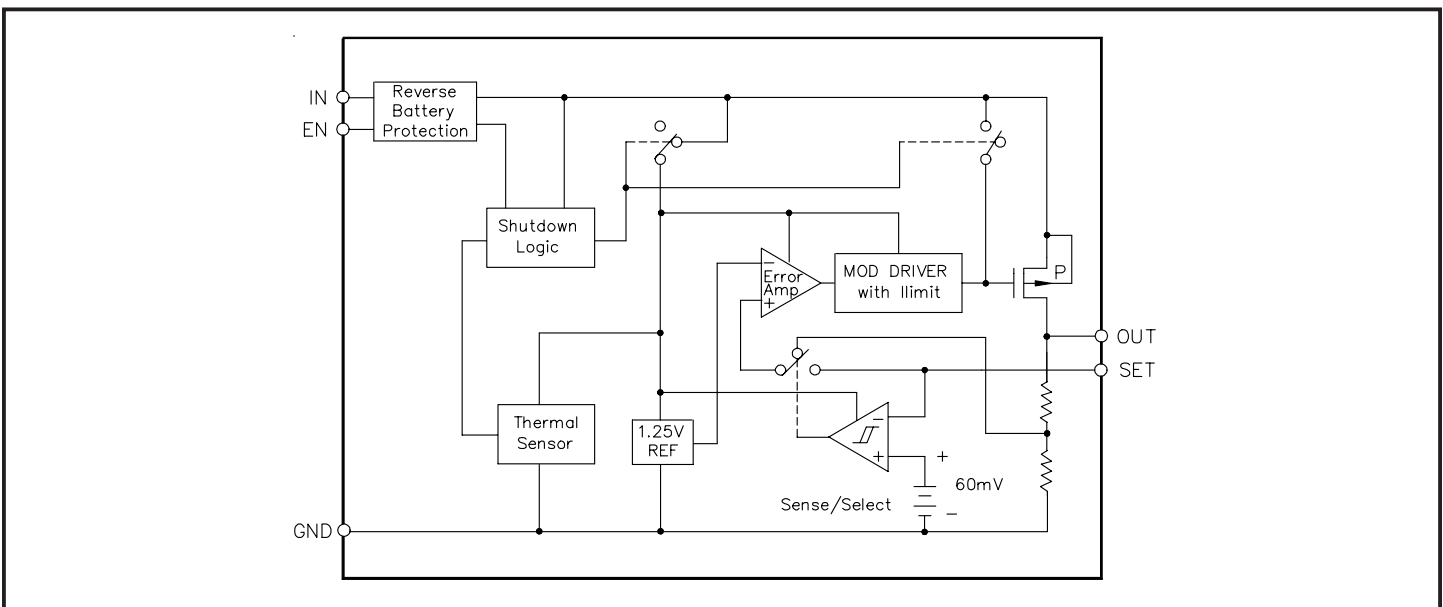 IN
EN
Reverse
Battery
Protection
Shutdown
Logic
−
Error
Amp
+
MOD DRIVER
with Ilimit
P
OUT
SET
Thermal
Sensor
1.25V
REF
−
+
+
60mV
Sense/Select
−
GND